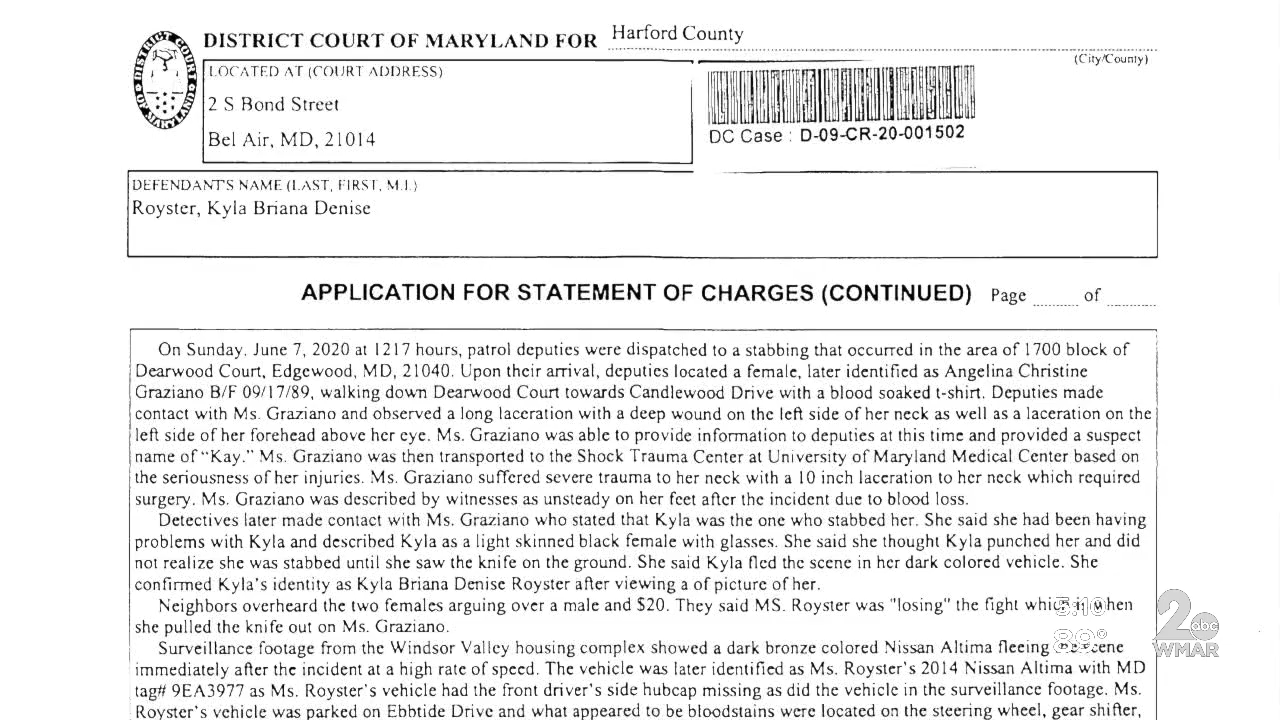 DISTRICT COURT OF MARYLAND FOR Harford County
(City/County)
LOCATED AT (COURT ADDRESS)
2 S Bond Street
Bel Air, MD, 21014
DC Case : D-09-CR-20-001502
DISTRICT COURT OF MARYLAND
DEFENDANT'S NAME (LAST, FIRST, M.I.)
Royster, Kyla Briana Denise
APPLICATION FOR STATEMENT OF CHARGES (CONTINUED) Page ........ of ........
On Sunday, June 7, 2020 at 1217 hours, patrol deputies were dispatched to a stabbing that occurred in the area of 1700 block of
Dearwood Court, Edgewood, MD, 21040. Upon their arrival, deputies located a female, later identified as Angelina Christine
Graziano B/F 09/17/89, walking down Dearwood Court towards Candlewood Drive with a blood soaked t-shirt. Deputies made
contact with Ms. Graziano and observed a long laceration with a deep wound on the left side of her neck as well as a laceration on the
left side of her forehead above her eye. Ms. Graziano was able to provide information to deputies at this time and provided a suspect
name of "Kay." Ms. Graziano was then transported to the Shock Trauma Center at University of Maryland Medical Center based on
the seriousness of her injuries. Ms. Graziano suffered severe trauma to her neck with a 10 inch laceration to her neck which required
surgery. Ms. Graziano was described by witnesses as unsteady on her feet after the incident due to blood loss.
Detectives later made contact with Ms. Graziano who stated that Kyla was the one who stabbed her. She said she had been having
problems with Kyla and described Kyla as a light skinned black female with glasses. She said she thought Kyla punched her and did
not realize she was stabbed until she saw the knife on the ground. She said Kyla fled the scene in her dark colored vehicle. She
confirmed Kyla's identity as Kyla Briana Denise Royster after viewing a of picture of her.
Neighbors overheard the two females arguing over a male and $20. They said MS. Royster was "losing" the fight which is when
she pulled the knife out on Ms. Graziano.
Surveillance footage from the Windsor Valley housing complex showed a dark bronze colored Nissan Altima fleeing the scene
immediately after the incident at a high rate of speed. The vehicle was later identified as Ms. Royster's 2014 Nissan Altima with MD
tag# 9EA3977 as Ms. Royster's vehicle had the front driver's side hubcap missing as did the vehicle in the surveillance footage. Ms.
Royster's vehicle was parked on Ebbtide Drive and what appeared to be bloodstains were located on the steering wheel, gear shifter,
5:10
89°
2 abc
WMAR